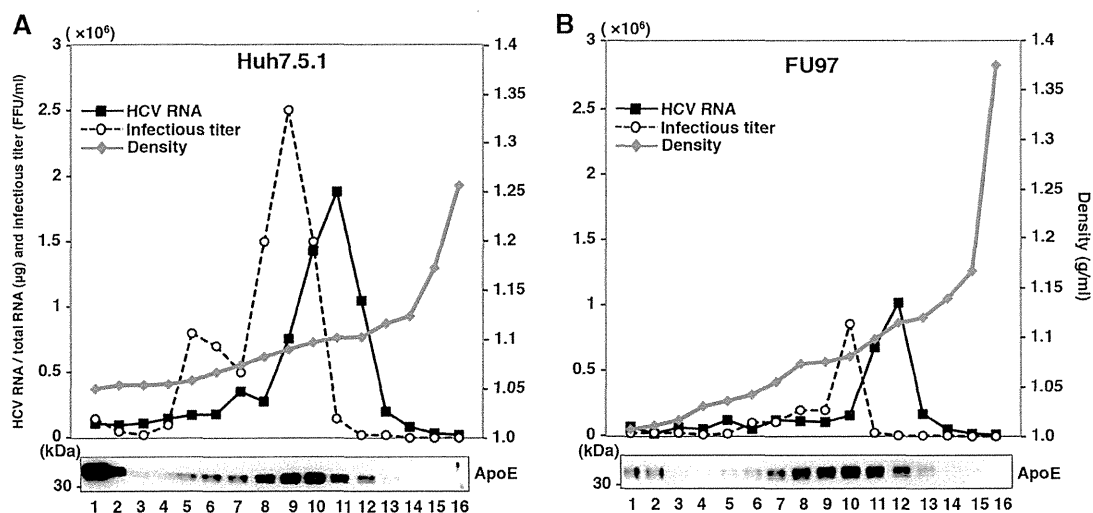 A
(×10⁶)
3
2.5
2
1.5
1
0.5
0
HCV RNA / total RNA (µg) and infectious titer (FFU/ml)
Huh7.5.1
HCV RNA
Infectious titer
Density
1.4
1.35
1.3
1.25
1.2
1.15
1.10
1.05
1.0
(kDa)
30
ApoE
1 2 3 4 5 6 7 8 9 10 11 12 13 14 15 16
B
(×10⁶)
3
2.5
2
1.5
1
0.5
0
FU97
HCV RNA
Infectious titer
Density
1.4
1.35
1.3
1.25
1.2
1.15
1.10
1.05
1.0
Density (g/ml)
(kDa)
30
ApoE
1 2 3 4 5 6 7 8 9 10 11 12 13 14 15 16